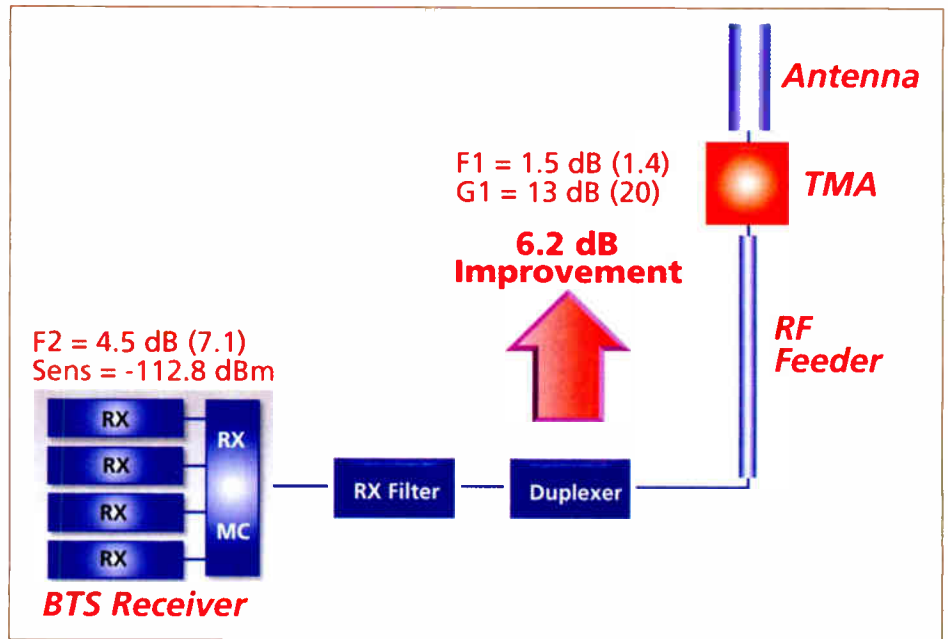 Antenna
F1 = 1.5 dB (1.4)
G1 = 13 dB (20)
TMA
6.2 dB
Improvement
RF
Feeder
F2 = 4.5 dB (7.1)
Sens = -112.8 dBm
RX
RX
RX
RX
RX
MC
RX Filter
Duplexer
BTS Receiver